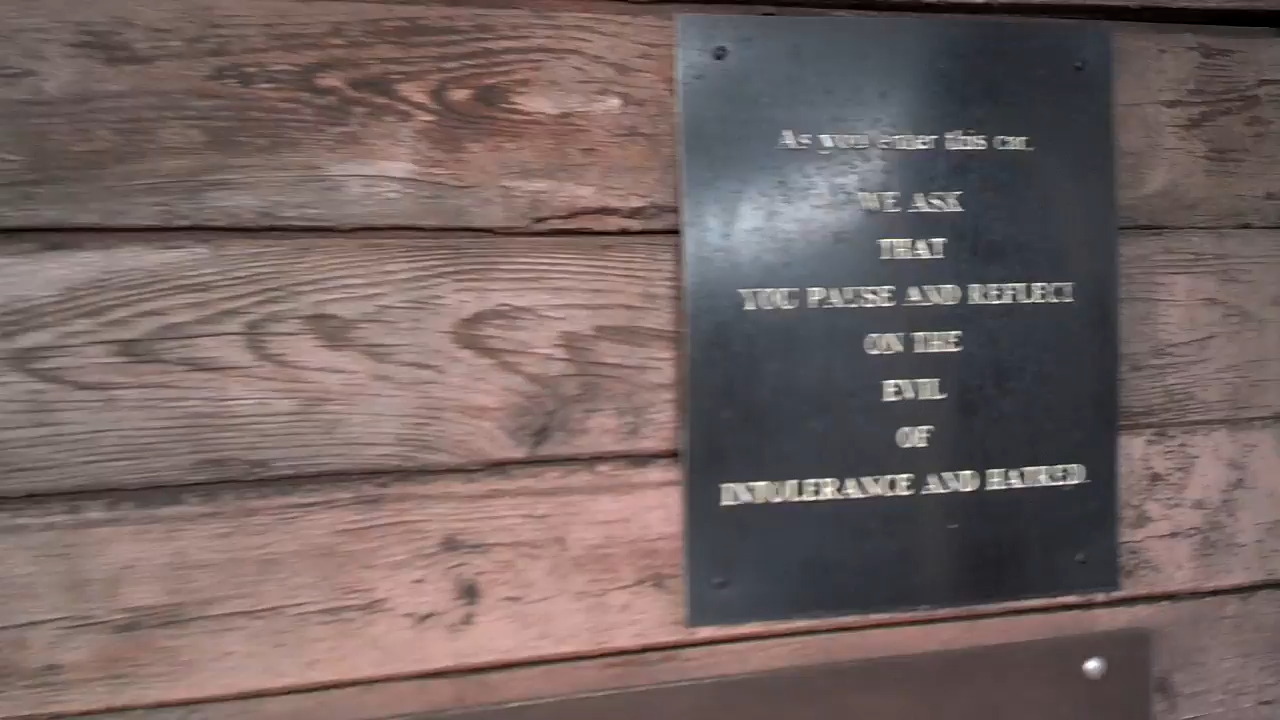 As you enter this car,
WE ASK
THAT
YOU PAUSE AND REFLECT
ON THE
EVIL
OF
INTOLERANCE AND HATRED.